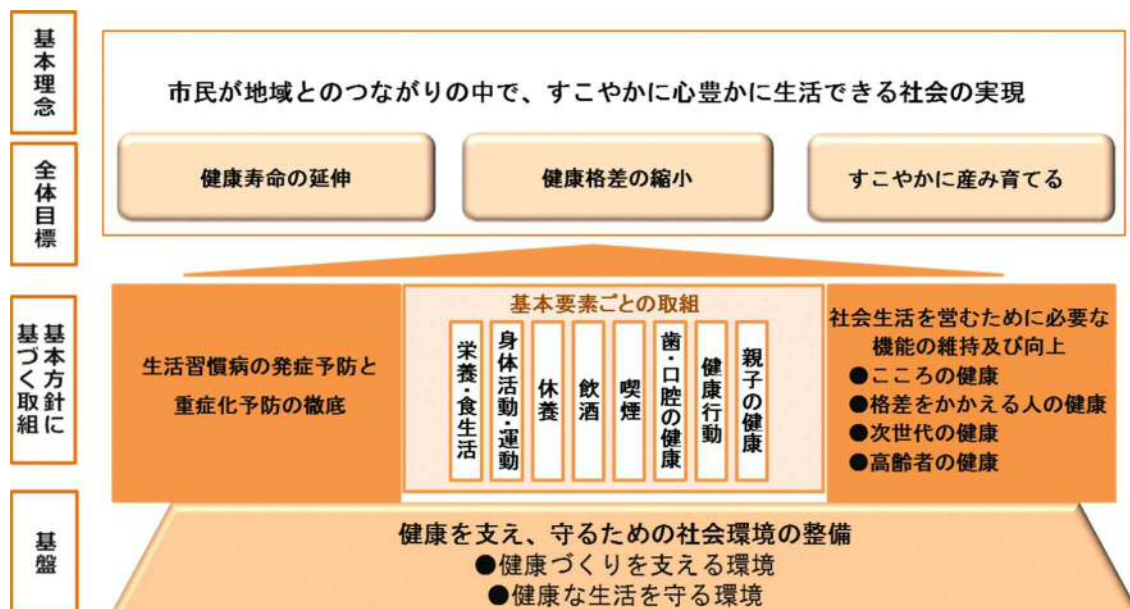 基本理念
市民が地域とのつながりの中で、すこやかに心豊かに生活できる社会の実現
全体目標
健康寿命の延伸
健康格差の縮小
すこやかに産み育てる
基本方針に
基づく取組
生活習慣病の発症予防と
重症化予防の徹底
基本要素ごとの取組
栄養・食生活
身体活動・運動
休養
飲酒
喫煙
歯・口腔の健康
健康行動
親子の健康
社会生活を営むために必要な
機能の維持及び向上
●こころの健康
●格差をかかえる人の健康
●次世代の健康
●高齢者の健康
基盤
健康を支え、守るための社会環境の整備
●健康づくりを支える環境
●健康な生活を守る環境